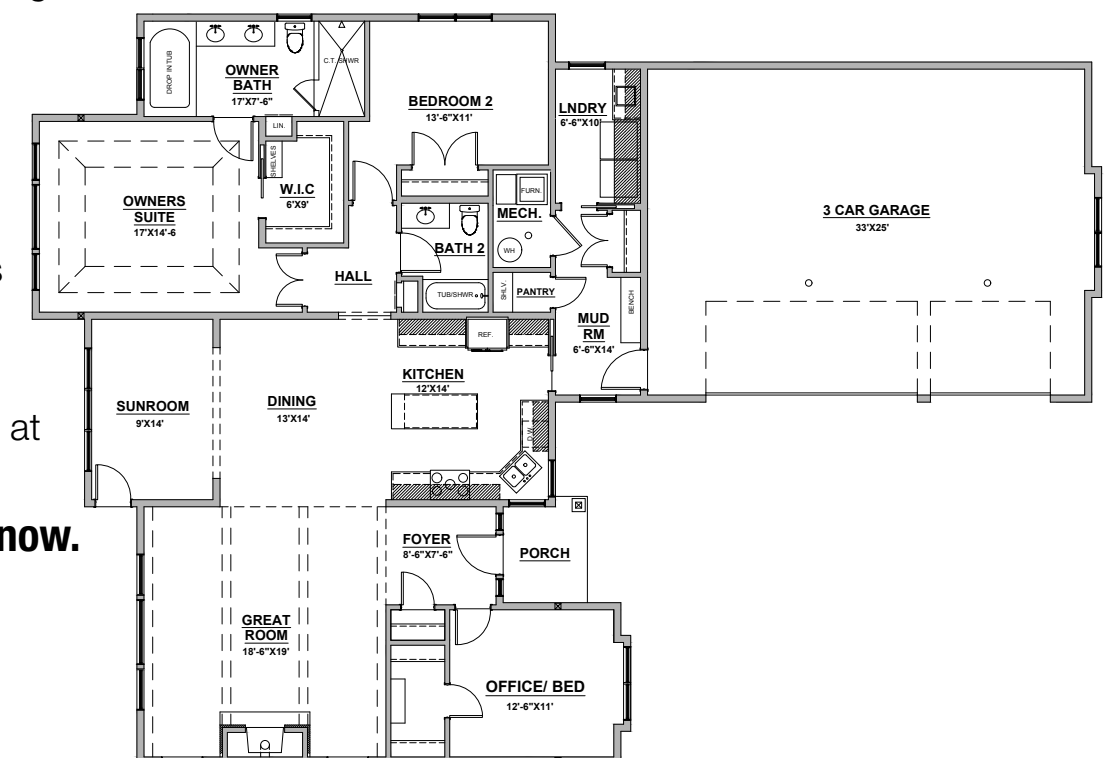 g
s
at
now.
DROP IN TUB
OWNER
BATH
17'X7'-6"
C.T. SHWR
LIN.
SHELVES
W.I.C
6'X9'
OWNERS
SUITE
17'X14'-6
BEDROOM 2
13'-6"X11'
LNDRY
6'-6"X10'
FURN.
MECH.
WH
BATH 2
TUB/SHWR
HALL
SHLV.
PANTRY
MUD
RM
6'-6"X14'
BENCH
3 CAR GARAGE
33'X25'
REF.
KITCHEN
12'X14'
D.W.
DINING
13'X14'
SUNROOM
9'X14'
FOYER
8'-6"X7'-6"
PORCH
GREAT
ROOM
18'-6"X19'
OFFICE/ BED
12'-6"X11'